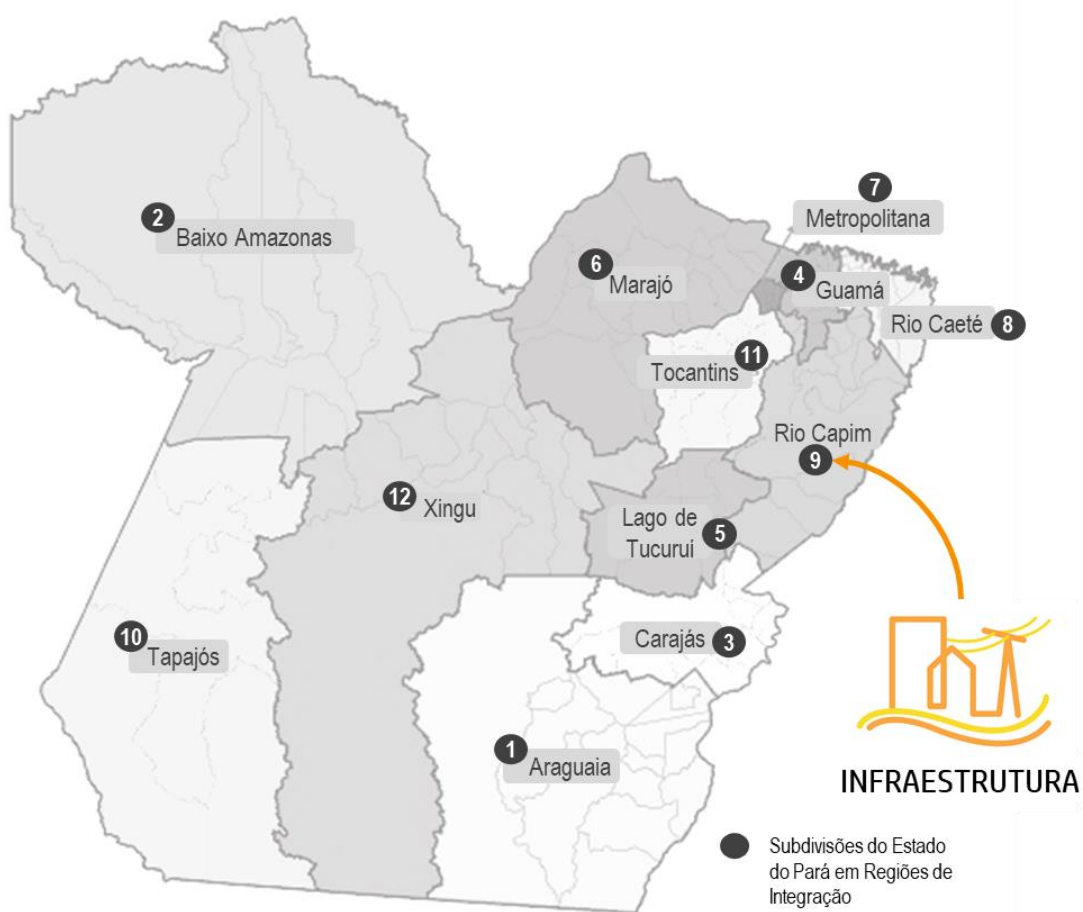 7
Metropolitana
2
Baixo Amazonas
6
Marajó
4
Guamá
Rio Caeté 8
11
Tocantins
Rio Capim
9
12
Xingu
Lago de
Tucuruí
5
10
Tapajós
Carajás 3
1
Araguaia
INFRAESTRUTURA
Subdivisões do Estado
do Pará em Regiões de
Integração